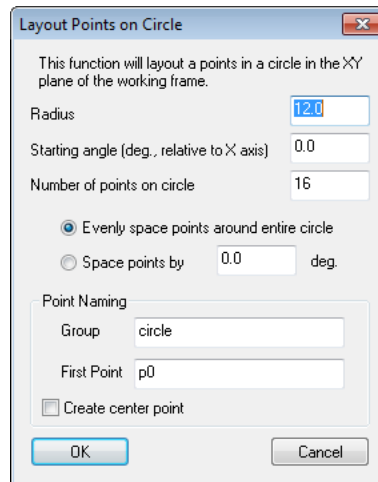 Layout Points on Circle
This function will layout a points in a circle in the XY
plane of the working frame.
Radius 12.0
Starting angle (deg., relative to X axis) 0.0
Number of points on circle 16
Evenly space points around entire circle
Space points by 0.0 deg.
Point Naming
Group circle
First Point p0
Create center point
OK Cancel